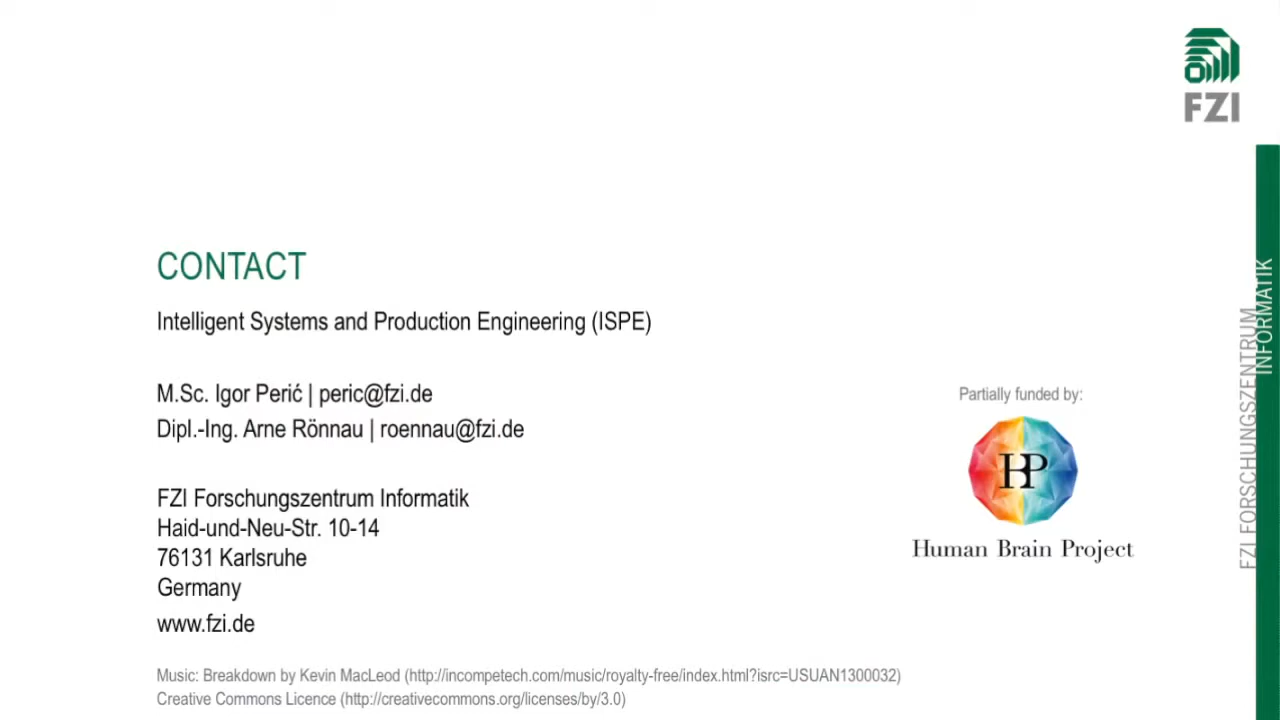 FZI
CONTACT
Intelligent Systems and Production Engineering (ISPE)
M.Sc. Igor Perić | peric@fzi.de
Dipl.-Ing. Arne Rönnau | roennau@fzi.de
FZI Forschungszentrum Informatik
Haid-und-Neu-Str. 10-14
76131 Karlsruhe
Germany
www.fzi.de
Partially funded by:
HBP
Human Brain Project
FZI FORSCHUNGSZENTRUM
INFORMATIK
Music: Breakdown by Kevin MacLeod (http://incompetech.com/music/royalty-free/index.html?isrc=USUAN1300032)
Creative Commons Licence (http://creativecommons.org/licenses/by/3.0)